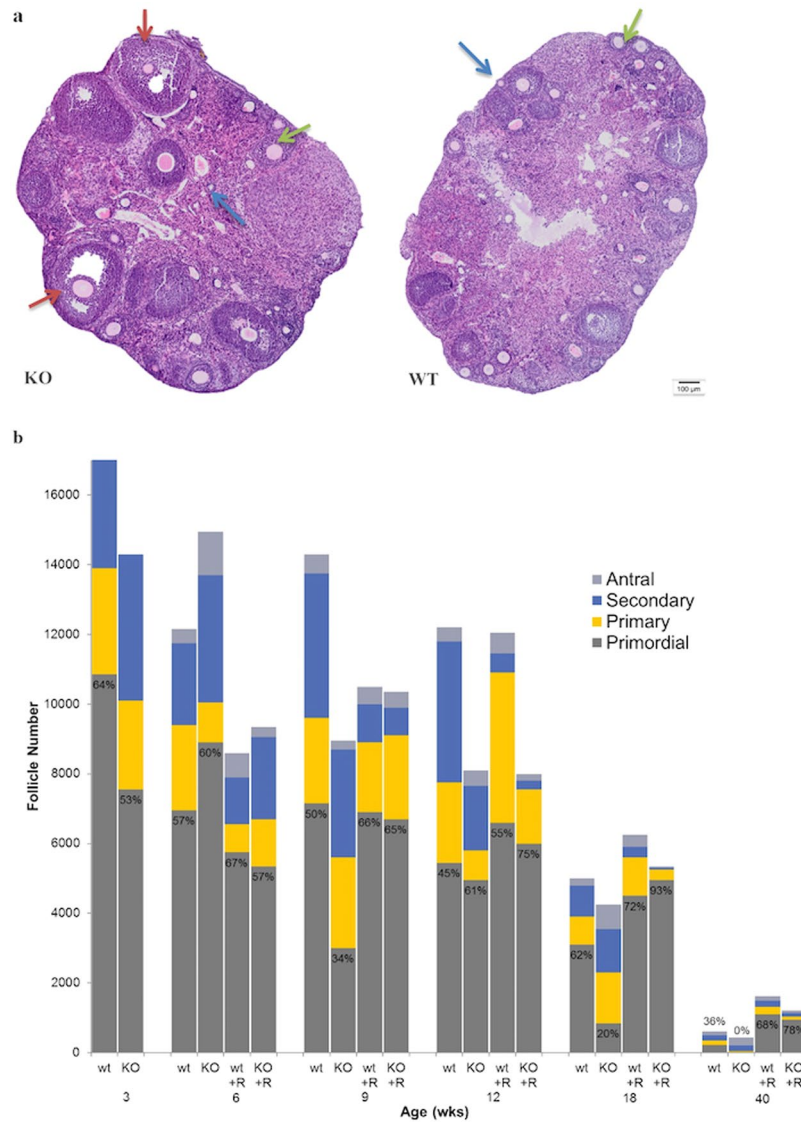 a
KO
WT
100 µm
b
16000
14000
12000
10000
8000
6000
4000
2000
0
Follicle Number
Antral
Secondary
Primary
Primordial
64%
53%
57%
60%
67%
57%
50%
34%
66%
65%
45%
61%
55%
75%
62%
20%
72%
93%
36%
0%
68%
78%
wt KO wt KO wt KO wt KO wt KO wt KO wt KO wt KO wt KO wt KO wt KO
+R +R +R +R +R +R +R +R +R +R
3 6 9 12 18 40
Age (wks)